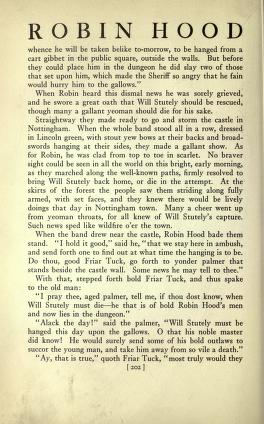 ROBIN HOOD
whence he will be taken belike to-morrow, to be hanged from a
cart gibbet in the public square, outside the walls. But before
they could place him in the dungeon he did slay two of those
that set upon him, which made the Sheriff so angry that he fain
would hurry him to the gallows."
When Robin heard this dismal news he was sorely grieved,
and he swore a great oath that Will Stutely should be rescued,
though many a gallant yeoman should die for his sake.
Straightway they made ready to go and storm the castle in
Nottingham. When the whole band stood all in a row, dressed
in Lincoln green, with stout yew bows at their backs and broad-
swords hanging at their sides, they made a gallant show. As
for Robin, he was clad from top to toe in scarlet. No braver
sight could be seen in all the world on this bright, early morning,
as they marched along the well-known paths, firmly resolved to
bring Will Stutely back home, or die in the attempt. At the
skirts of the forest the people saw them striding along fully
armed, with set faces, and they knew there would be lively
doings that day in Nottingham town. Many a cheer went up
from yeoman throats, for all knew of Will Stutely's capture.
Such news sped like wildfire o'er the town.
When the band drew near the castle, Robin Hood bade them
stand. "I hold it good," said he, "that we stay here in ambush,
and send forth one to find out at what time the hanging is to be.
Do thou, good Friar Tuck, go forth to yonder palmer that
stands beside the castle wall. Some news he may tell to thee."
With that, stepped forth bold Friar Tuck, and thus spake
to the old man:
"I pray thee, aged palmer, tell me, if thou dost know, when
Will Stutely must die—he that is of bold Robin Hood's men
and now lies in the dungeon."
"Alack the day!" said the palmer, "Will Stutely must be
hanged this day upon the gallows. O that his noble master
did know! He would surely send some of his bold outlaws to
succor the young man, and take him away from so vile a death."
"Ay, that is true," quoth Friar Tuck, "most truly would they
[202]